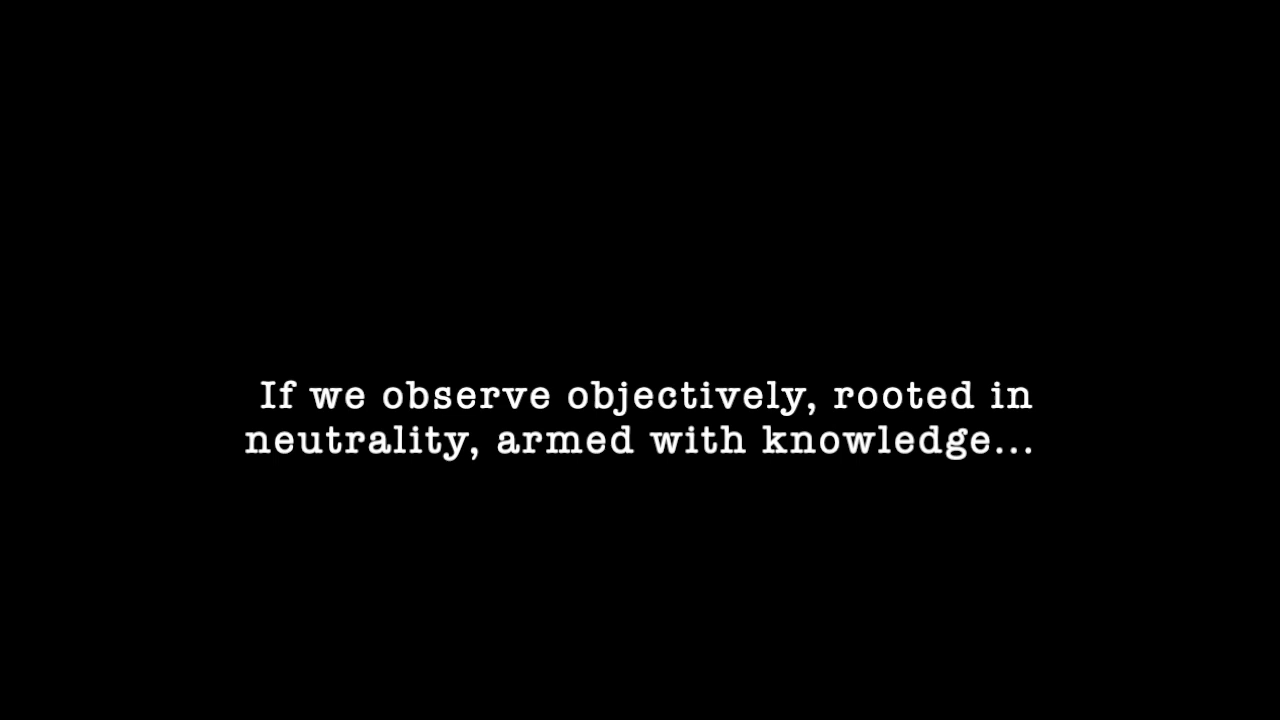 If we observe objectively, rooted in
neutrality, armed with knowledge...